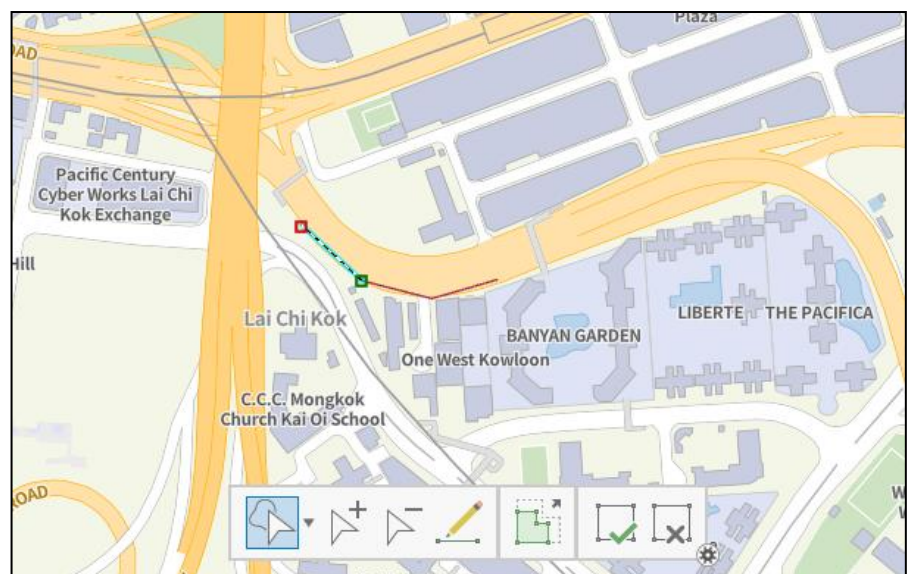 Plaza
OAD
Pacific Century
Cyber Works Lai Chi
Kok Exchange
Hill
Lai Chi Kok
LIBERTE
THE PACIFICA
BANYAN GARDEN
One West Kowloon
C.C.C. Mongkok
Church Kai Oi School
OAD
W